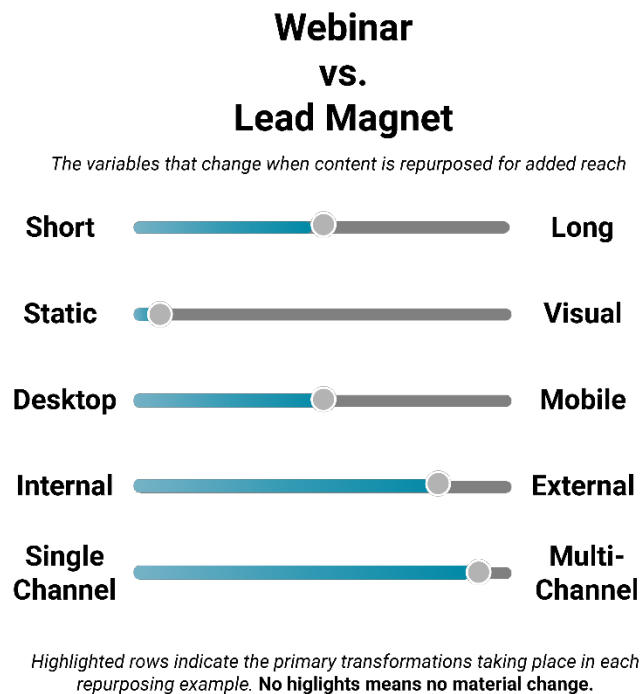 Webinar
vs.
Lead Magnet
The variables that change when content is repurposed for added reach
Short
Long
Static
Visual
Desktop
Mobile
Internal
External
Single
Channel
Multi-
Channel
Highlighted rows indicate the primary transformations taking place in each
repurposing example. No higlights means no material change.